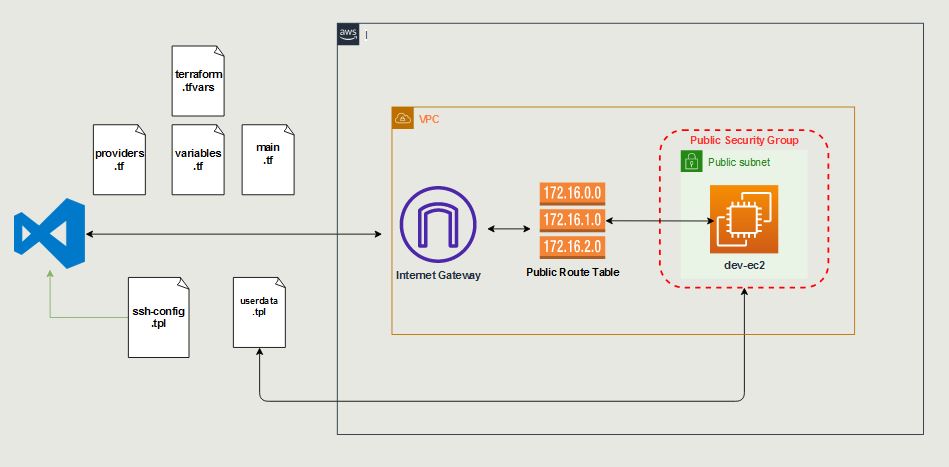 aws
terraform
.tfvars
providers
.tf
variables
.tf
main
.tf
VPC
Public Security Group
Public subnet
172.16.0.0
172.16.1.0
172.16.2.0
Internet Gateway
Public Route Table
dev-ec2
ssh-config
.tpl
userdata
.tpl